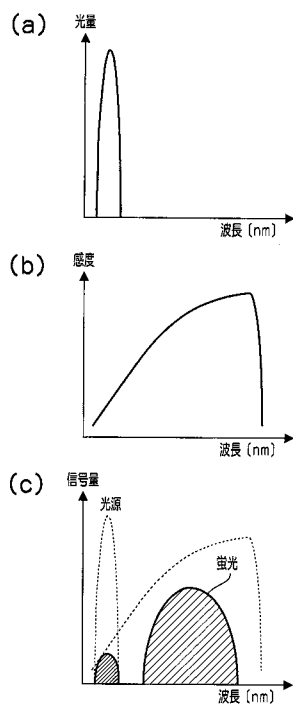 (a)
光量
波長〔nm〕
(b)
感度
波長〔nm〕
(c)
信号量
光源
蛍光
波長〔nm〕